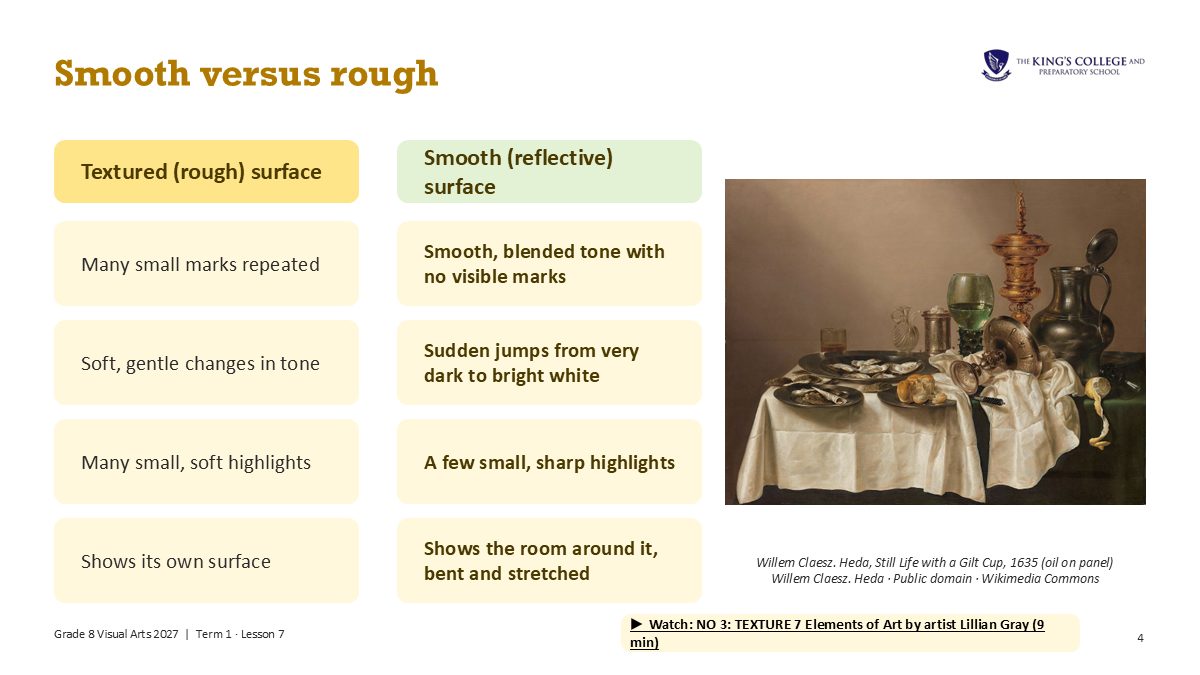 Smooth versus rough
THE KING'S COLLEGE AND
PREPARATORY SCHOOL
Textured (rough) surface
Smooth (reflective)
surface
Many small marks repeated
Smooth, blended tone with
no visible marks
Soft, gentle changes in tone
Sudden jumps from very
dark to bright white
Many small, soft highlights
A few small, sharp highlights
Shows its own surface
Shows the room around it,
bent and stretched
Willem Claesz. Heda, Still Life with a Gilt Cup, 1635 (oil on panel)
Willem Claesz. Heda · Public domain · Wikimedia Commons
Grade 8 Visual Arts 2027 | Term 1 · Lesson 7
▶ Watch: NO 3: TEXTURE 7 Elements of Art by artist Lillian Gray (9
min)
4